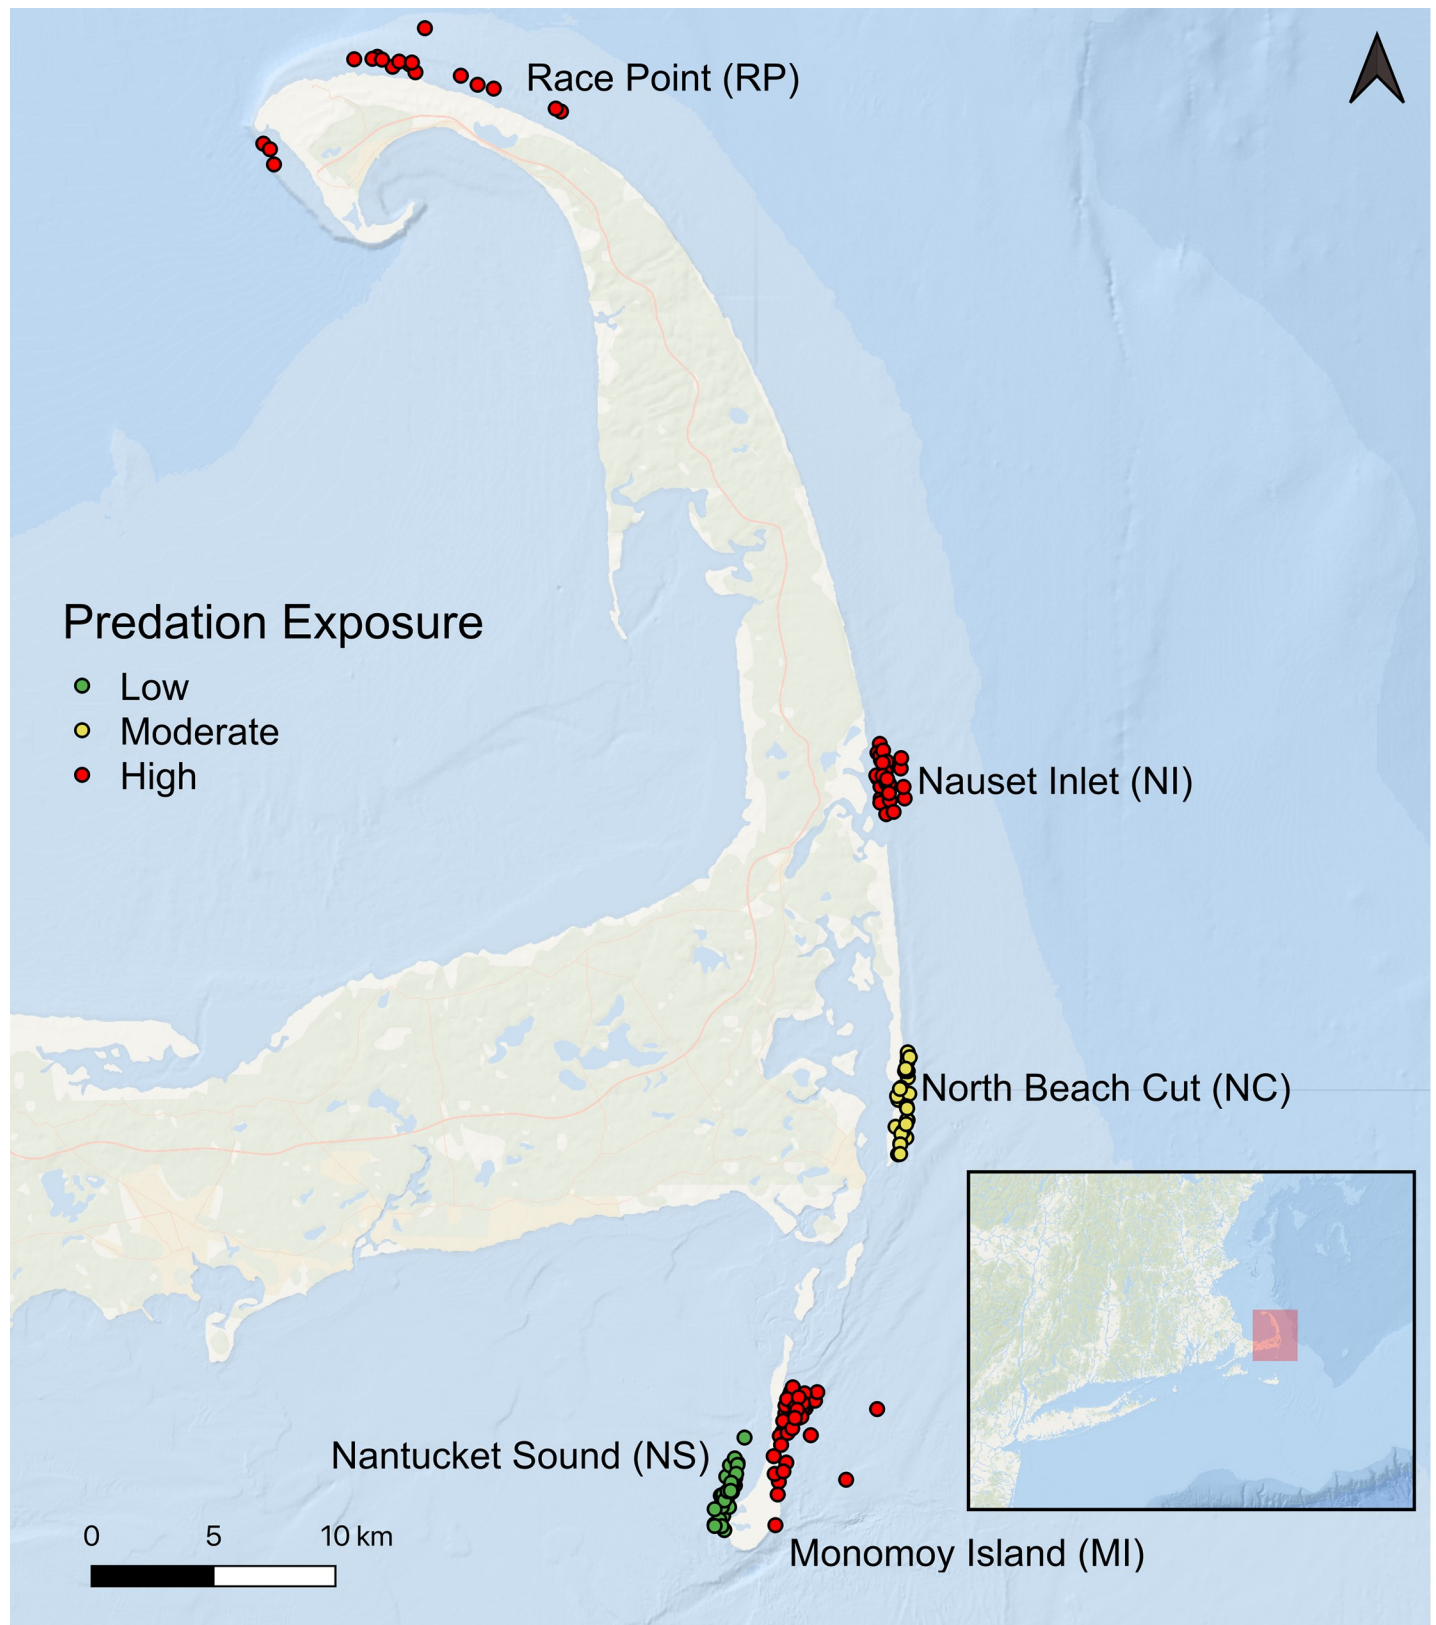 Race Point (RP)
Predation Exposure
Low
Moderate
High
Nauset Inlet (NI)
North Beach Cut (NC)
Nantucket Sound (NS)
0 5 10 km
Monomoy Island (MI)